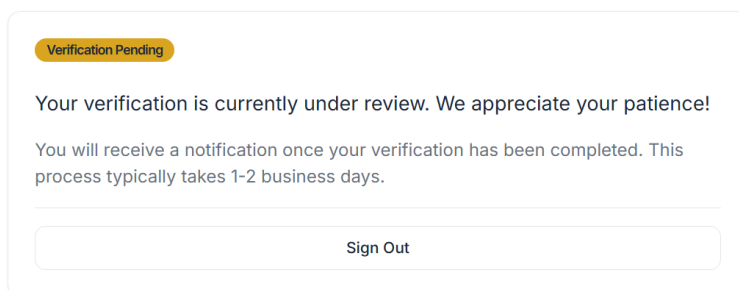 Verification Pending
Your verification is currently under review. We appreciate your patience!
You will receive a notification once your verification has been completed. This
process typically takes 1-2 business days.
Sign Out